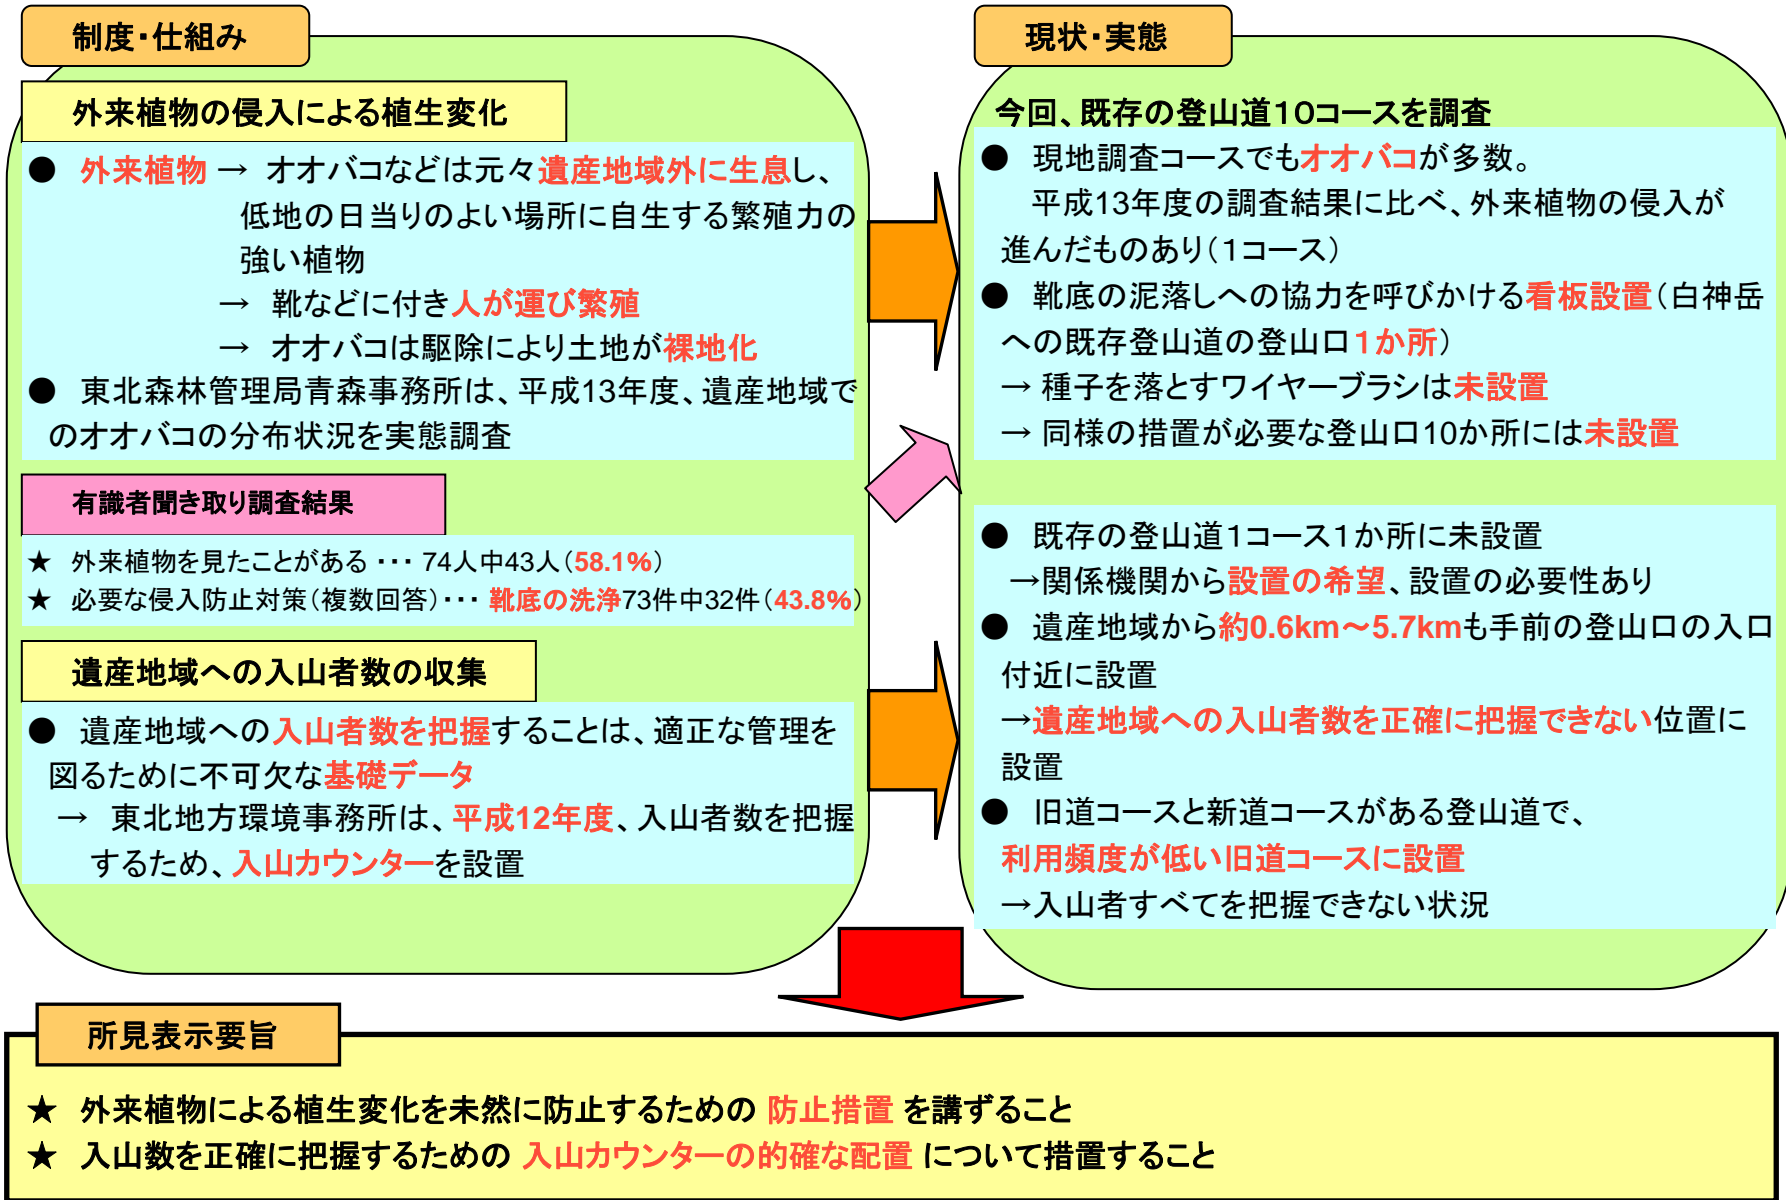 制度・仕組み
外来植物の侵入による植生変化
● 外来植物 → オオバコなどは元々遺産地域外に生息し、
低地の日当りのよい場所に自生する繁殖力の
強い植物
→ 靴などに付き人が運び繁殖
→ オオバコは駆除により土地が裸地化
● 東北森林管理局青森事務所は、平成13年度、遺産地域で
のオオバコの分布状況を実態調査
有識者聞き取り調査結果
★ 外来植物を見たことがある ・・・ 74人中43人(58.1%)
★ 必要な侵入防止対策(複数回答)・・・ 靴底の洗浄73件中32件(43.8%)
遺産地域への入山者数の収集
● 遺産地域への入山者数を把握することは、適正な管理を
図るために不可欠な基礎データ
→ 東北地方環境事務所は、平成12年度、入山者数を把握
するため、入山カウンターを設置
現状・実態
今回、既存の登山道10コースを調査
● 現地調査コースでもオオバコが多数。
平成13年度の調査結果に比べ、外来植物の侵入が
進んだものあり(1コース)
● 靴底の泥落しへの協力を呼びかける看板設置(白神岳
への既存登山道の登山口1か所)
→ 種子を落とすワイヤーブラシは未設置
→ 同様の措置が必要な登山口10か所には未設置
● 既存の登山道1コース1か所に未設置
→関係機関から設置の希望、設置の必要性あり
● 遺産地域から約0.6km~5.7kmも手前の登山口の入口
付近に設置
→遺産地域への入山者数を正確に把握できない位置に
設置
● 旧道コースと新道コースがある登山道で、
利用頻度が低い旧道コースに設置
→入山者すべてを把握できない状況
所見表示要旨
★ 外来植物による植生変化を未然に防止するための 防止措置 を講ずること
★ 入山数を正確に把握するための 入山カウンターの的確な配置 について措置すること